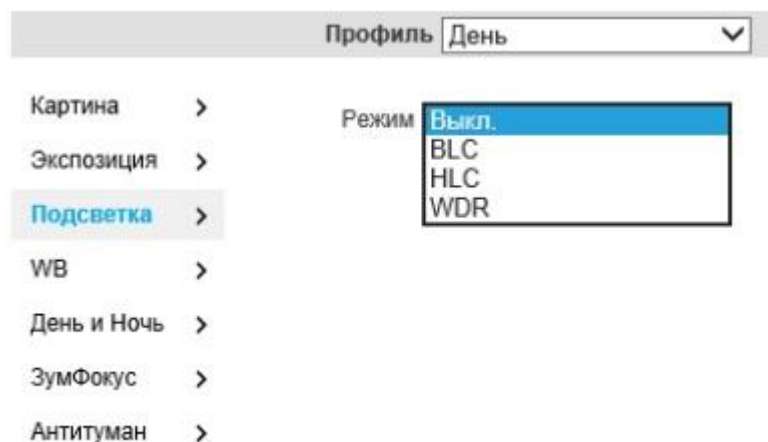 Профиль День
Картина
Экспозиция
Подсветка
WB
День и Ночь
ЗумФокус
Антитуман
Режим Выкл.
BLC
HLC
WDR